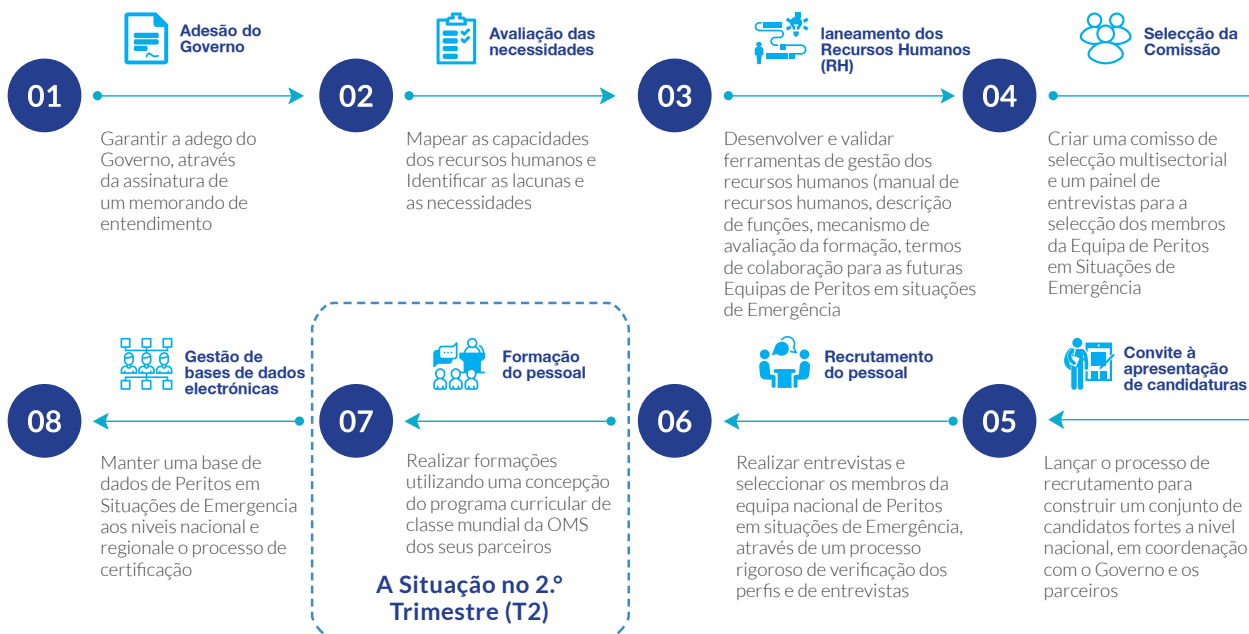 01
Adesão do
Governo
Garantir a adego do
Governo, através
da assinatura de
um memorando de
entendimento
02
Avaliação das
necessidades
Mapear as capacidades
dos recursos humanos e
Identificar as lacunas e
as necessidades
03
laneamento dos
Recursos Humanos
(RH)
Desenvolver e validar
ferramentas de gestão dos
recursos humanos (manual de
recursos humanos, descrição
de funções, mecanismo de
avaliação da formação, termos
de colaboração para as futuras
Equipas de Peritos em situações
de Emergência
04
Selecção da
Comissão
Criar uma comisso de
selecção multisectorial
e um painel de
entrevistas para a
selecção dos membros
da Equipa de Peritos
em Situações de
Emergência
05
Convite à
apresentação
de candidaturas
Lançar o processo de
recrutamento para
construir um conjunto de
candidatos fortes a nivel
nacional, em coordenação
com o Governo e os
parceiros
06
Recrutamento
do pessoal
Realizar entrevistas e
seleccionar os membros da
equipa nacional de Peritos
em situações de Emergência,
através de um processo
rigoroso de verificação dos
perfis e de entrevistas
07
Formação
do pessoal
Realizar formações
utilizando uma concepção
do programa curricular de
classe mundial da OMS
dos seus parceiros
A Situação no 2.º
Trimestre (T2)
08
Gestão de
bases de dados
electrónicas
Manter uma base de
dados de Peritos em
Situações de Emergencia
aos niveis nacional e
regionale o processo de
certificação